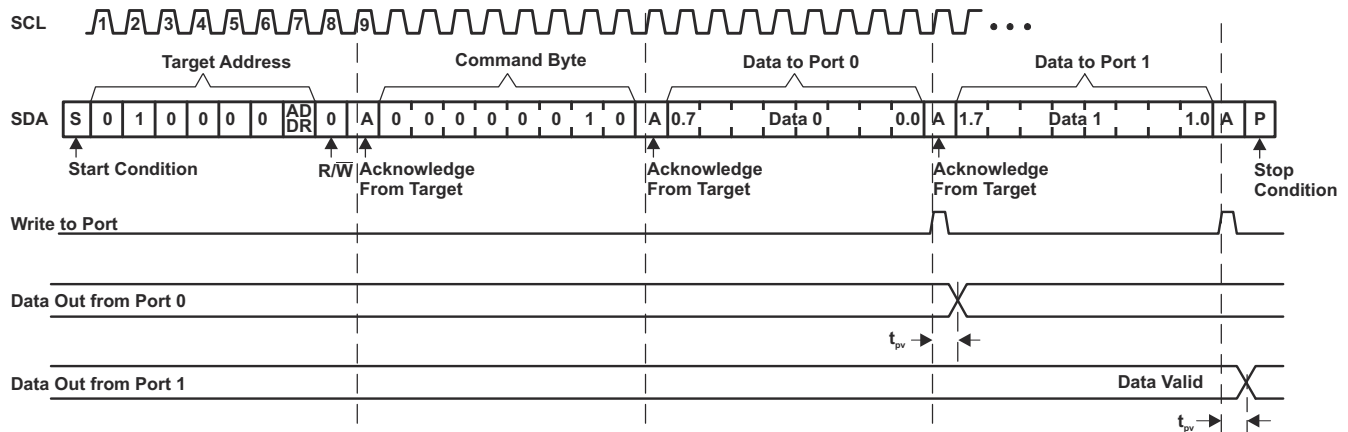 SCL 1 2 3 4 5 6 7 8 9
Target Address Command Byte Data to Port 0 Data to Port 1
SDA S 0 1 0 0 0 0 AD DR 0 A 0 0 0 0 0 0 1 0 A 0.7 Data 0 0.0 A 1.7 Data 1 1.0 A P
Start Condition R/W̅ Acknowledge From Target Acknowledge From Target Acknowledge From Target Stop Condition
Write to Port
Data Out from Port 0
tpv
Data Out from Port 1 Data Valid
tpv